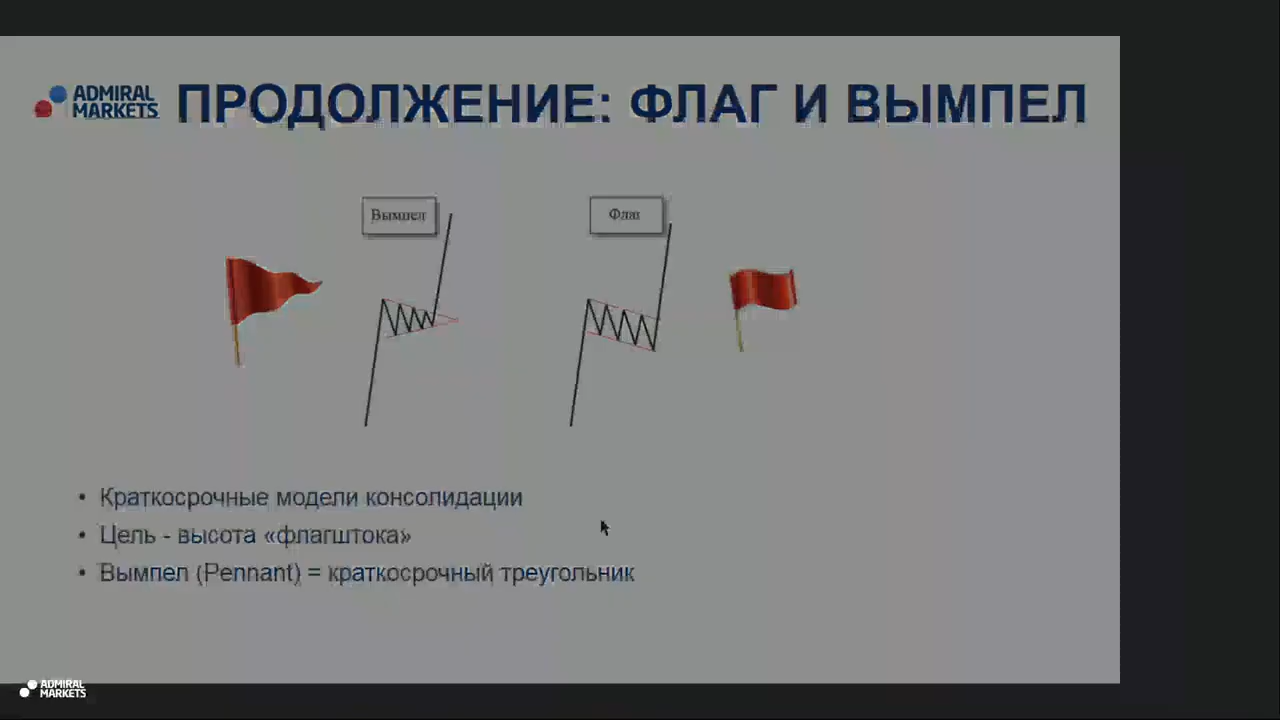 ADMIRAL
MARKETS
ПРОДОЛЖЕНИЕ: ФЛАГ И ВЫМПЕЛ
Вымпел
Флаг
• Краткосрочные модели консолидации
• Цель - высота «флагштока»
• Вымпел (Pennant) = краткосрочный треугольник
ADMIRAL
MARKETS